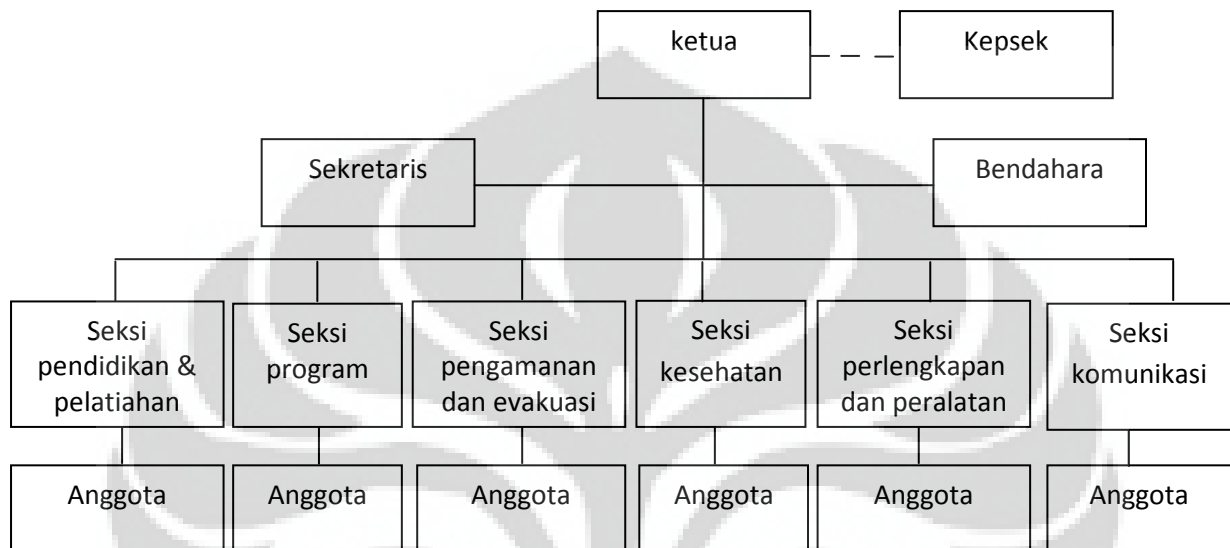 ketua
Kepsek
Sekretaris
Bendahara
Seksi
pendidikan &
pelatiahan
Seksi
program
Seksi
pengamanan
dan evakuasi
Seksi
kesehatan
Seksi
perlengkapan
dan peralatan
Seksi
komunikasi
Anggota
Anggota
Anggota
Anggota
Anggota
Anggota